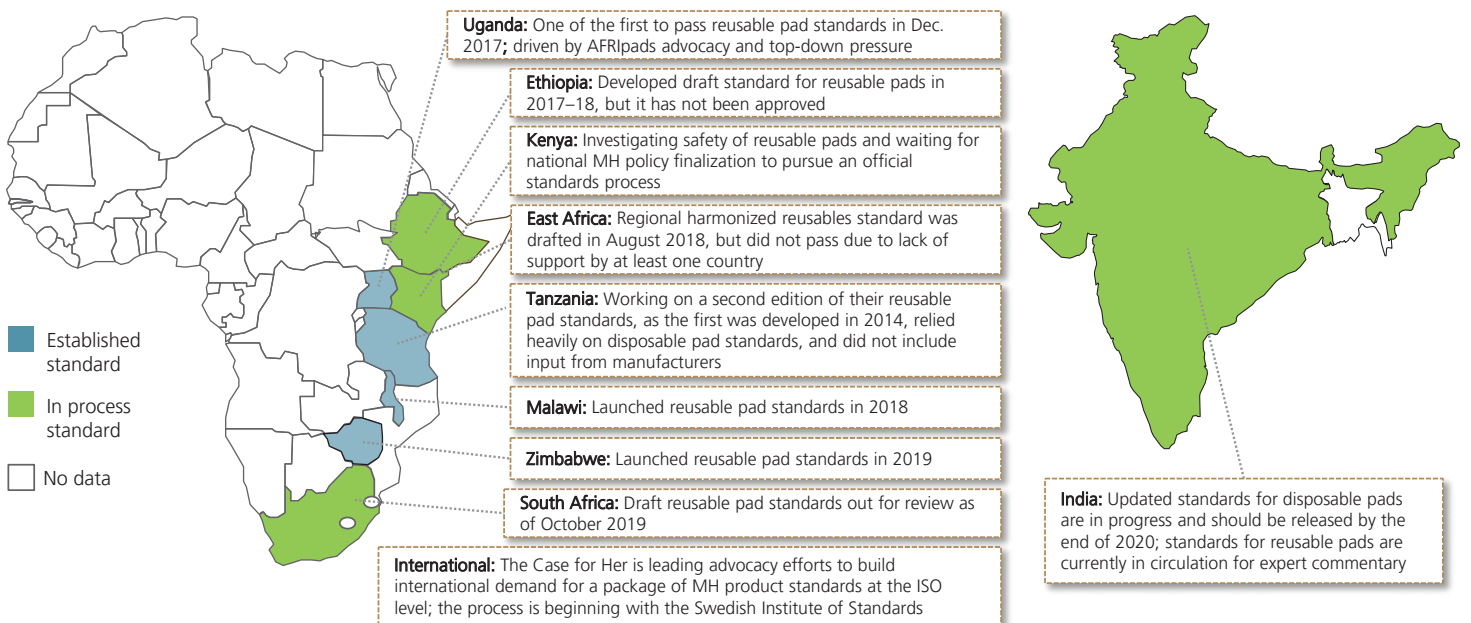 Uganda: One of the first to pass reusable pad standards in Dec.
2017; driven by AFRIpads advocacy and top-down pressure
Ethiopia: Developed draft standard for reusable pads in
2017–18, but it has not been approved
Kenya: Investigating safety of reusable pads and waiting for
national MH policy finalization to pursue an official
standards process
East Africa: Regional harmonized reusables standard was
drafted in August 2018, but did not pass due to lack of
support by at least one country
Tanzania: Working on a second edition of their reusable
pad standards, as the first was developed in 2014, relied
heavily on disposable pad standards, and did not include
input from manufacturers
Malawi: Launched reusable pad standards in 2018
Zimbabwe: Launched reusable pad standards in 2019
South Africa: Draft reusable pad standards out for review as
of October 2019
International: The Case for Her is leading advocacy efforts to build
international demand for a package of MH product standards at the ISO
level; the process is beginning with the Swedish Institute of Standards
Established
standard
In process
standard
No data
India: Updated standards for disposable pads
are in progress and should be released by the
end of 2020; standards for reusable pads are
currently in circulation for expert commentary